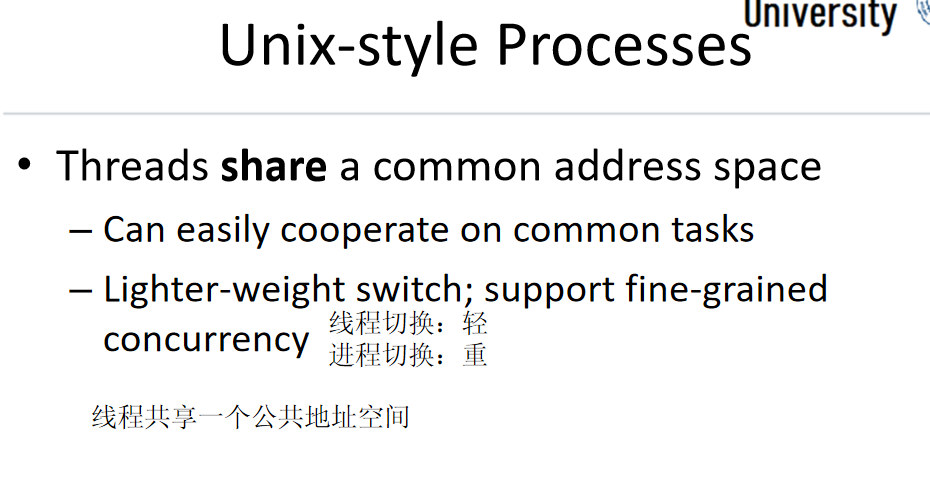 University
Unix-style Processes
• Threads share a common address space
– Can easily cooperate on common tasks
– Lighter-weight switch; support fine-grained
concurrency
线程切换：轻
进程切换：重
线程共享一个公共地址空间